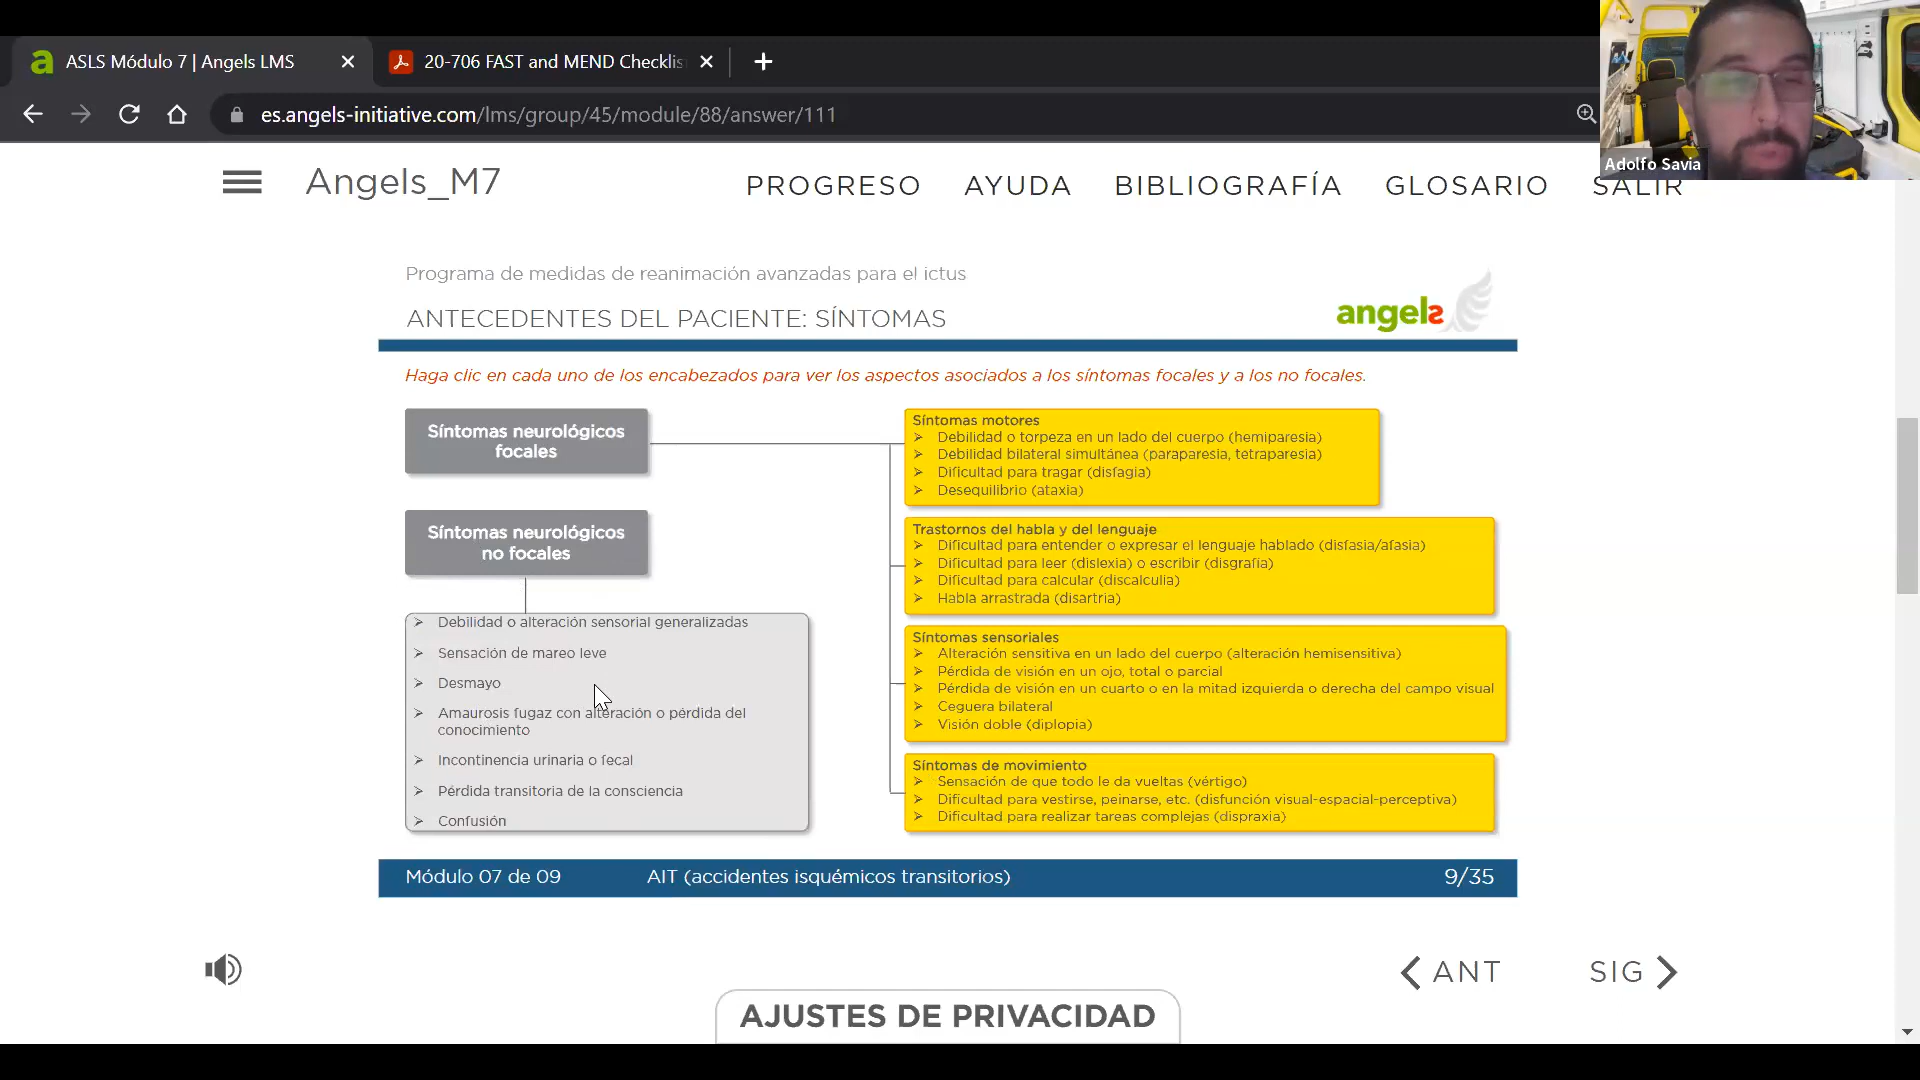 ASLS Módulo 7 | Angels LMS
20-706 FAST and MEND Checklis
es.angels-initiative.com/lms/group/45/module/88/answer/111
Adolfo Savia
Angels_M7
PROGRESO
AYUDA
BIBLIOGRAFÍA
GLOSARIO
SALIR
Programa de medidas de reanimación avanzadas para el ictus
ANTECEDENTES DEL PACIENTE: SÍNTOMAS
angels
Haga clic en cada uno de los encabezados para ver los aspectos asociados a los síntomas focales y a los no focales.
Síntomas neurológicos
focales
Síntomas neurológicos
no focales
Debilidad o alteración sensorial generalizadas
Sensación de mareo leve
Desmayo
Amaurosis fugaz con alteración o pérdida del
conocimiento
Incontinencia urinaria o fecal
Pérdida transitoria de la consciencia
Confusión
Síntomas motores
Debilidad o torpeza en un lado del cuerpo (hemiparesia)
Debilidad bilateral simultánea (paraparesia, tetraparesia)
Dificultad para tragar (disfagia)
Desequilibrio (ataxia)
Trastornos del habla y del lenguaje
Dificultad para entender o expresar el lenguaje hablado (disfasia/afasia)
Dificultad para leer (dislexia) o escribir (disgrafia)
Dificultad para calcular (discalculia)
Habla arrastrada (disartria)
Síntomas sensoriales
Alteración sensitiva en un lado del cuerpo (alteración hemisensitiva)
Pérdida de visión en un ojo, total o parcial
Pérdida de visión en un cuarto o en la mitad izquierda o derecha del campo visual
Ceguera bilateral
Visión doble (diplopia)
Síntomas de movimiento
Sensación de que todo le da vueltas (vértigo)
Dificultad para vestirse, peinarse, etc. (disfunción visual-espacial-perceptiva)
Dificultad para realizar tareas complejas (dispraxia)
Módulo 07 de 09
AIT (accidentes isquémicos transitorios)
9/35
ANT
SIG
AJUSTES DE PRIVACIDAD